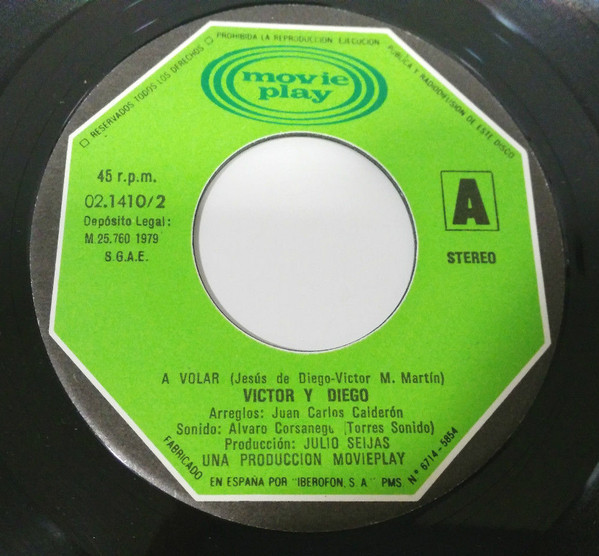 □ RESERVADOS TODOS LOS DERECHOS □ PROHIBIDA LA REPRODUCCION EJECUCION PUBLICA Y RADIODIFUSION DE ESTE DISCO
movie
play
45 r.p.m.
02.1410/2
Depósito Legal:
M.25.760 1979
S.G.A.E.
A
STEREO
A VOLAR (Jesús de Diego-Victor M. Martín)
VICTOR Y DIEGO
Arreglos: Juan Carlos Calderón
Sonido: Alvaro Corsanego (Torres Sonido)
Producción: JULIO SEIJAS
UNA PRODUCCION MOVIEPLAY
FABRICADO EN ESPAÑA POR "IBEROFON, S.A" PMS Nº 6714-5854